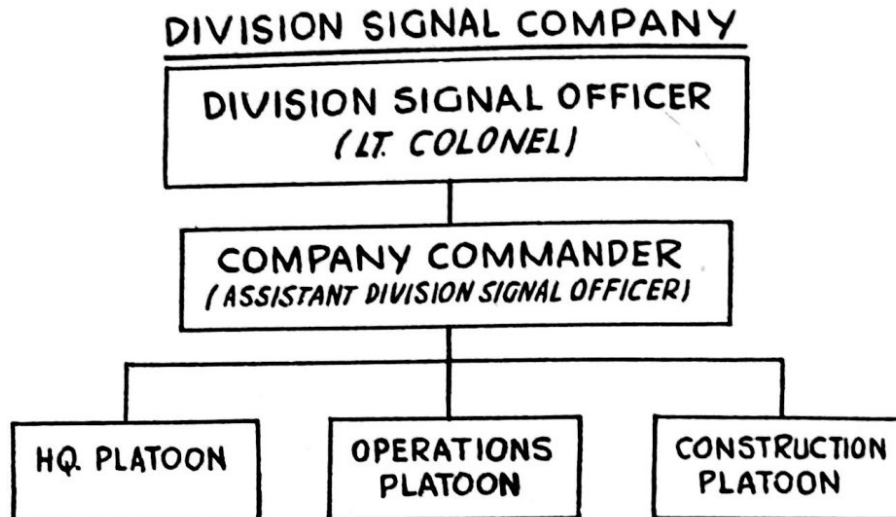 DIVISION SIGNAL COMPANY
DIVISION SIGNAL OFFICER
(LT. COLONEL)
COMPANY COMMANDER
(ASSISTANT DIVISION SIGNAL OFFICER)
HQ. PLATOON
OPERATIONS
PLATOON
CONSTRUCTION
PLATOON